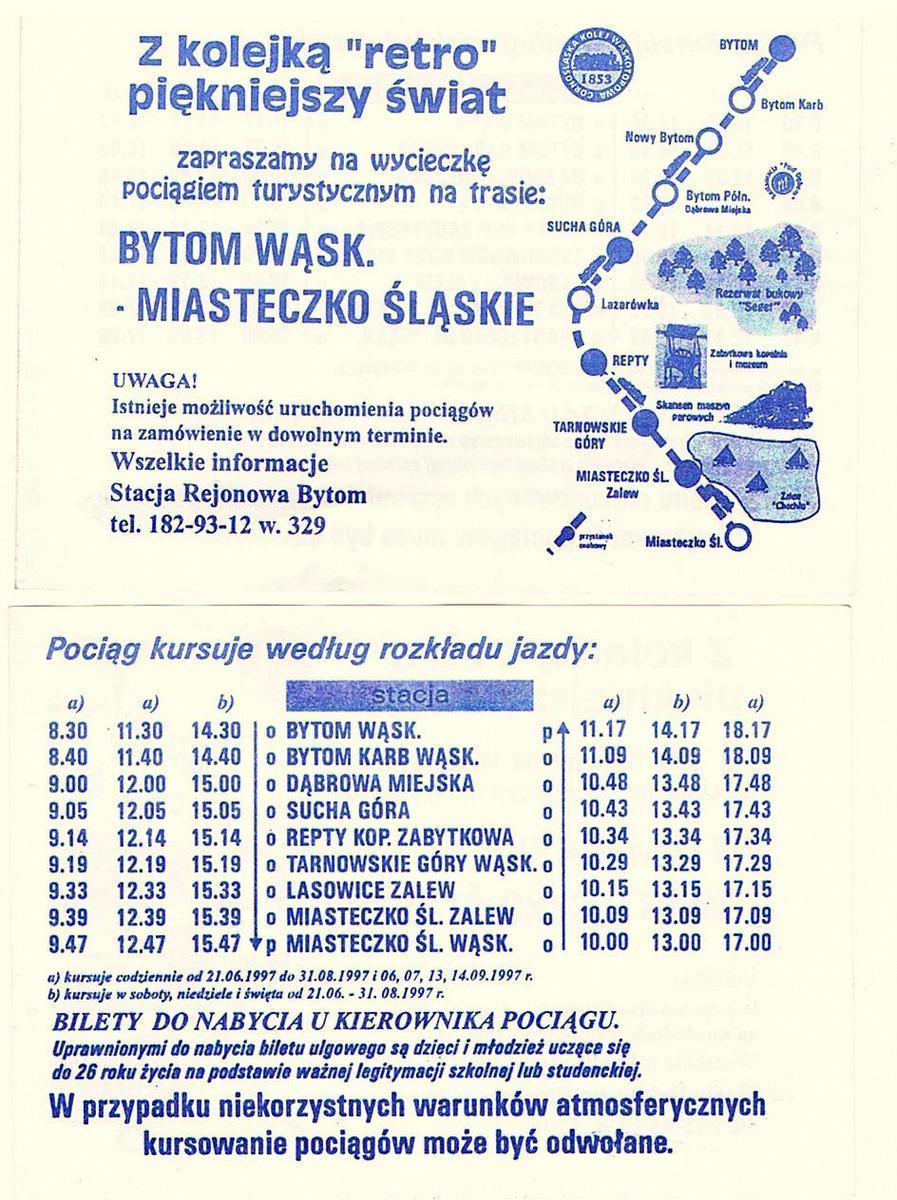 Z kolejką "retro"
piękniejszy świat
zapraszamy na wycieczkę
pociągiem turystycznym na trasie:
BYTOM WĄSK.
- MIASTECZKO ŚLĄSKIE
UWAGA!
Istnieje możliwość uruchomienia pociągów
na zamówienie w dowolnym terminie.
Wszelkie informacje
Stacja Rejonowa Bytom
tel. 182-93-12 w. 329
GÓRNOŚLĄSKA KOLEJ WĄSKOTOROWA
1853
BYTOM
Bytom Karb
Nowy Bytom
Bytom Półn.
Dąbrowa Miejska
SUCHA GÓRA
Rezerwat bukowy
"Segiet"
Lazarówka
REPTY
Zabytkowa kopalnia
i muzeum
Skansen maszyn
parowych
TARNOWSKIE
GÓRY
MIASTECZKO ŚL.
Zalew
Zalew
"Chechło"
przystanek
osobowy
Miasteczko Śl.
Pociąg kursuje według rozkładu jazdy:
a) a) b) stacja a) b) a)
8.30 11.30 14.30 o BYTOM WĄSK. p 11.17 14.17 18.17
8.40 11.40 14.40 o BYTOM KARB WĄSK. o 11.09 14.09 18.09
9.00 12.00 15.00 o DĄBROWA MIEJSKA o 10.48 13.48 17.48
9.05 12.05 15.05 o SUCHA GÓRA o 10.43 13.43 17.43
9.14 12.14 15.14 o REPTY KOP. ZABYTKOWA o 10.34 13.34 17.34
9.19 12.19 15.19 o TARNOWSKIE GÓRY WĄSK. o 10.29 13.29 17.29
9.33 12.33 15.33 o LASOWICE ZALEW o 10.15 13.15 17.15
9.39 12.39 15.39 o MIASTECZKO ŚL. ZALEW o 10.09 13.09 17.09
9.47 12.47 15.47 p MIASTECZKO ŚL. WĄSK. o 10.00 13.00 17.00
a) kursuje codziennie od 21.06.1997 do 31.08.1997 i 06, 07, 13, 14.09.1997 r.
b) kursuje w soboty, niedziele i święta od 21.06. - 31. 08.1997 r.
BILETY DO NABYCIA U KIEROWNIKA POCIĄGU.
Uprawnionymi do nabycia biletu ulgowego są dzieci i młodzież ucząca się
do 26 roku życia na podstawie ważnej legitymacji szkolnej lub studenckiej.
W przypadku niekorzystnych warunków atmosferycznych
kursowanie pociągów może być odwołane.